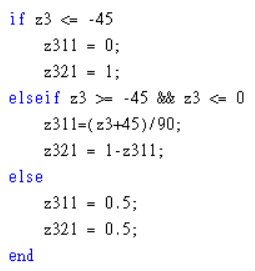 if z3 <= -45
    z311 = 0;
    z321 = 1;
elseif z3 >= -45 && z3 <= 0
    z311=(z3+45)/90;
    z321 = 1-z311;
else
    z311 = 0.5;
    z321 = 0.5;
end